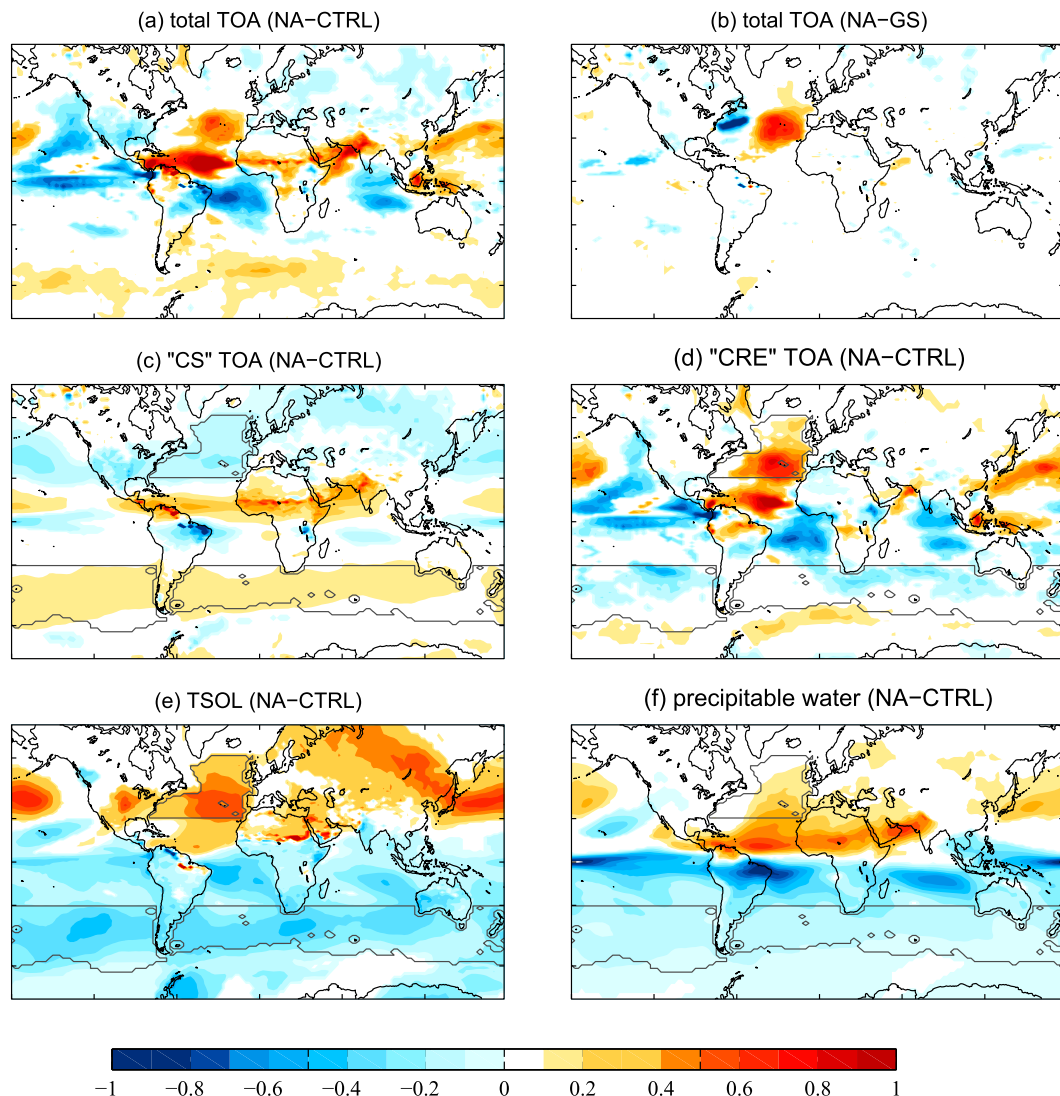 (a) total TOA (NA−CTRL)
(b) total TOA (NA−GS)
(c) "CS" TOA (NA−CTRL)
(d) "CRE" TOA (NA−CTRL)
(e) TSOL (NA−CTRL)
(f) precipitable water (NA−CTRL)
−1 −0.8 −0.6 −0.4 −0.2 0 0.2 0.4 0.6 0.8 1